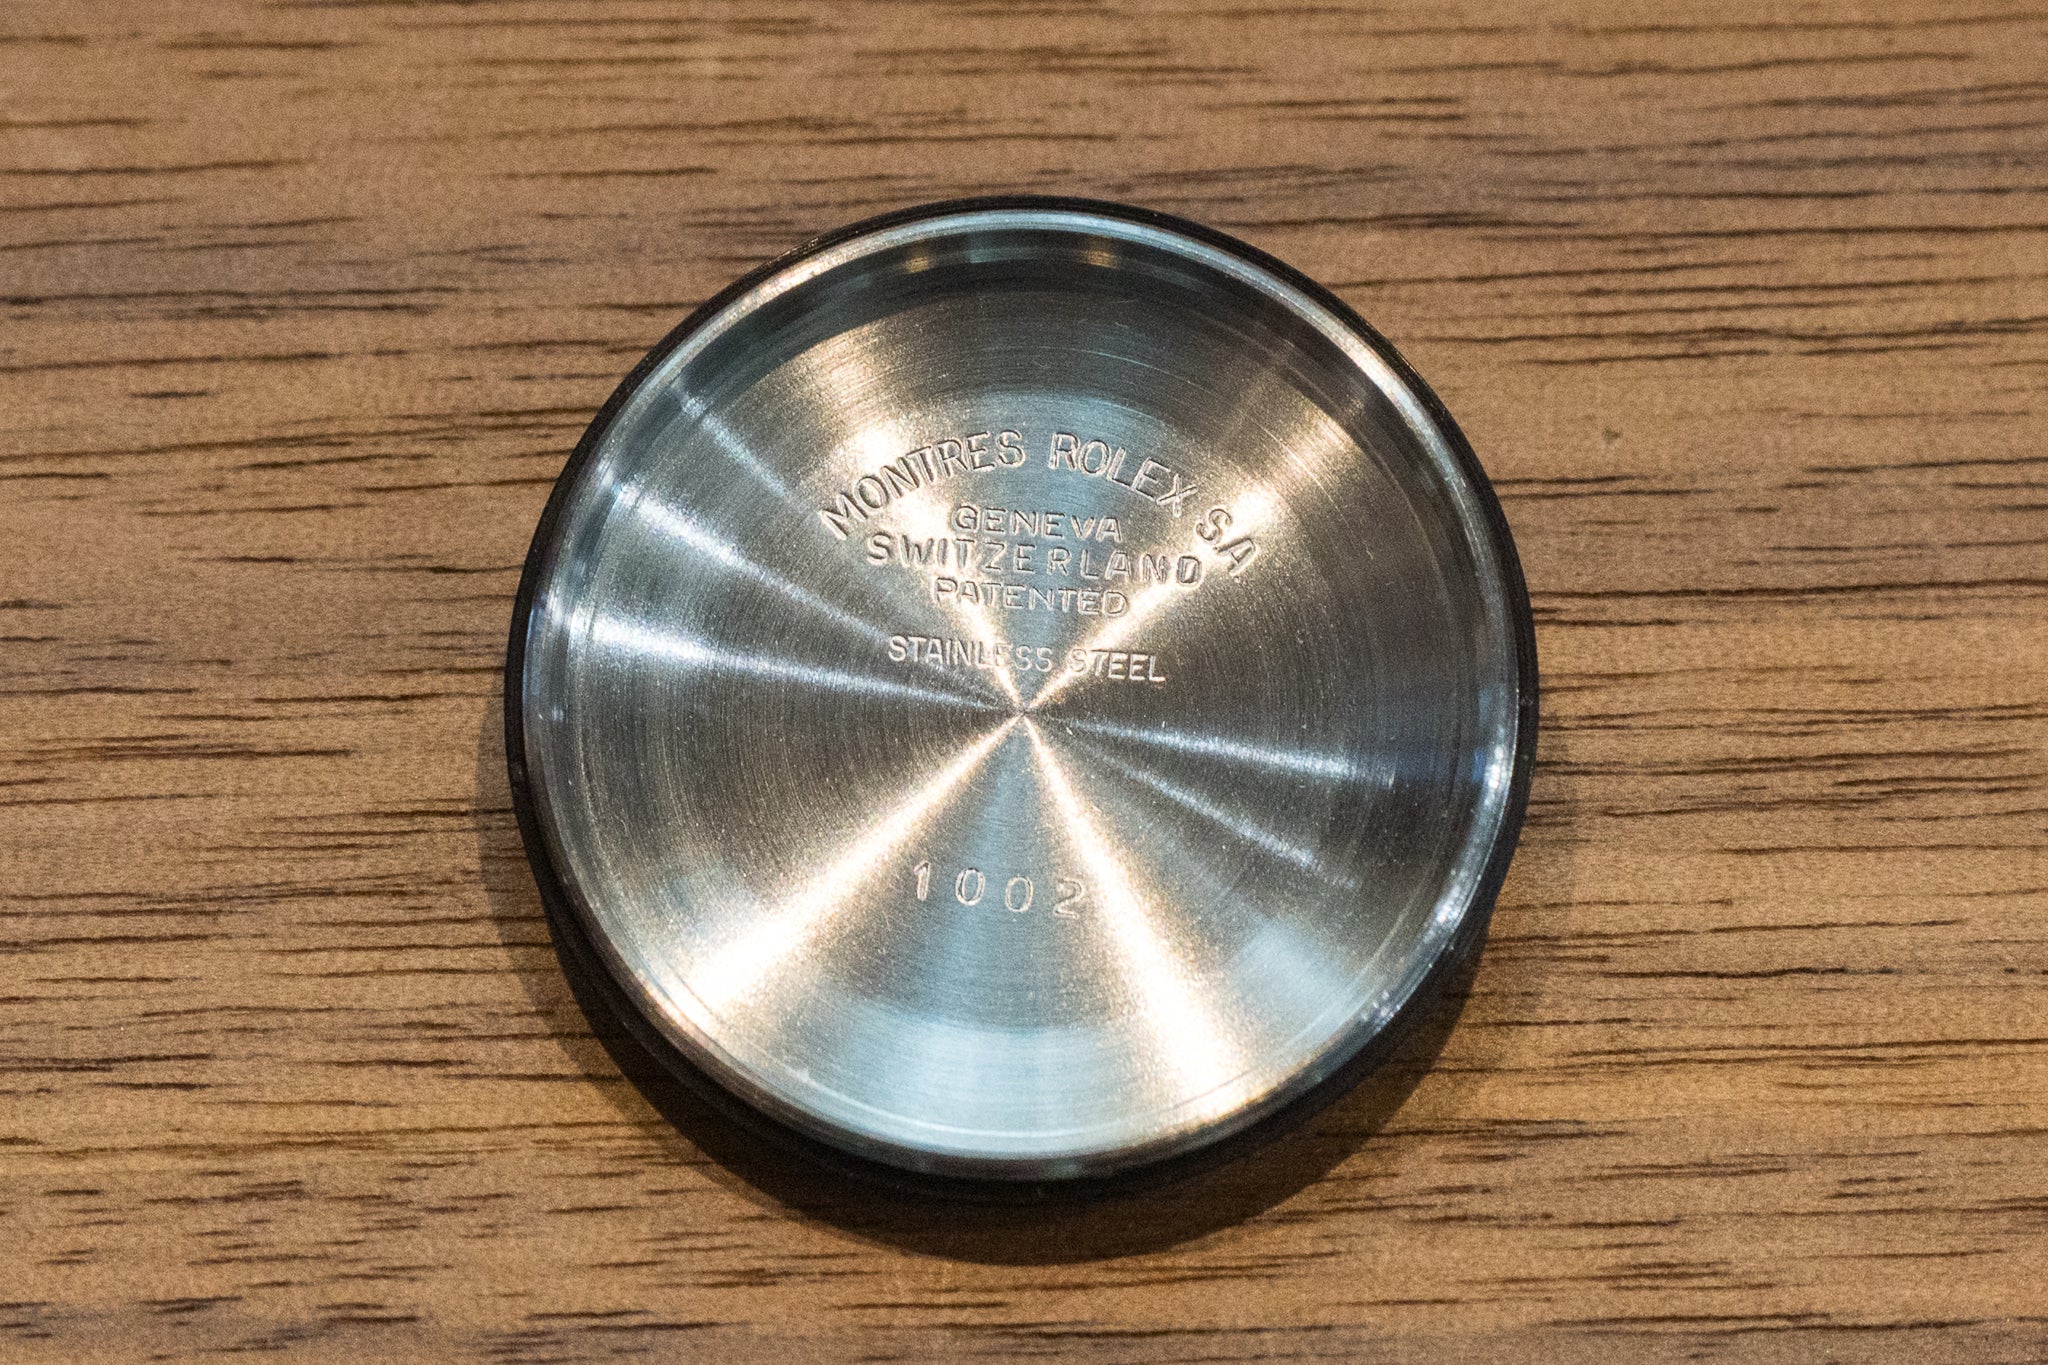 MONTRES ROLEX S.A.
GENEVA
SWITZERLAND
PATENTED
STAINLESS STEEL
1002